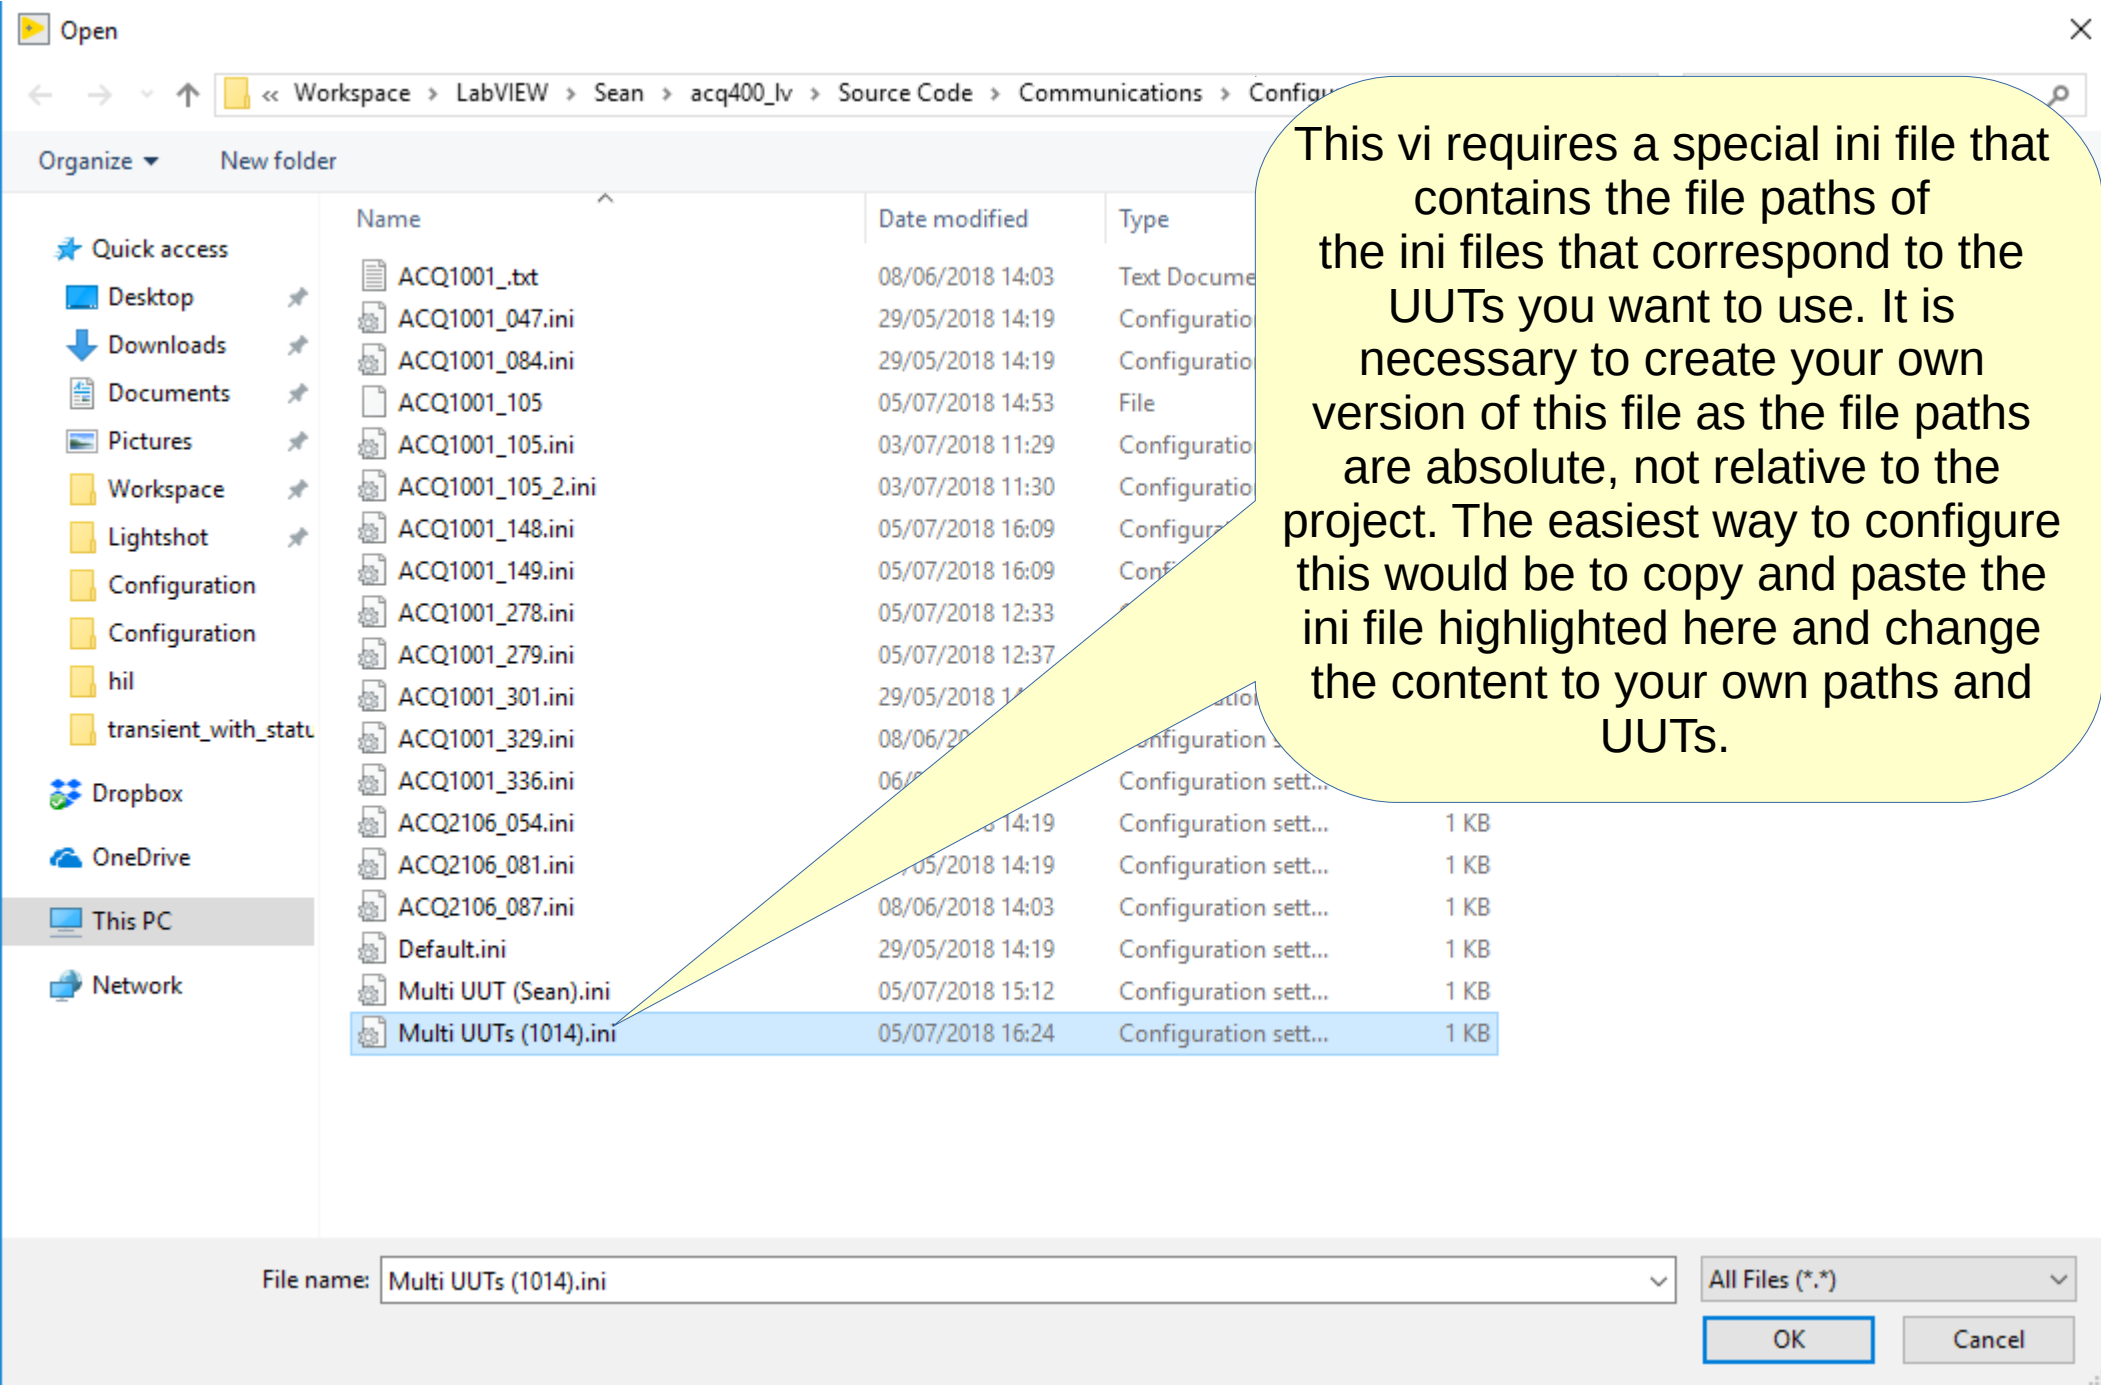 Open
« Workspace › LabVIEW › Sean › acq400_lv › Source Code › Communications ›
Organize New folder
Name Date modified Type
Quick access
Desktop
Downloads
Documents
Pictures
Workspace
Lightshot
Configuration
Configuration
hil
transient_with_statu
Dropbox
OneDrive
This PC
Network
ACQ1001_.txt 08/06/2018 14:03 Text Docume
ACQ1001_047.ini 29/05/2018 14:19
ACQ1001_084.ini 29/05/2018 14:19
ACQ1001_105 05/07/2018 14:53 File
ACQ1001_105.ini 03/07/2018 11:29
ACQ1001_105_2.ini 03/07/2018 11:30
ACQ1001_148.ini 05/07/2018 16:09
ACQ1001_149.ini 05/07/2018 16:09
ACQ1001_278.ini 05/07/2018 12:33
ACQ1001_279.ini 05/07/2018 12:37
ACQ1001_301.ini 29/05/2018
ACQ1001_329.ini
ACQ1001_336.ini Configuration sett...
ACQ2106_054.ini 14:19 Configuration sett... 1 KB
ACQ2106_081.ini 14:19 Configuration sett... 1 KB
ACQ2106_087.ini 08/06/2018 14:03 Configuration sett... 1 KB
Default.ini 29/05/2018 14:19 Configuration sett... 1 KB
Multi UUT (Sean).ini 05/07/2018 15:12 Configuration sett... 1 KB
Multi UUTs (1014).ini 05/07/2018 16:24 Configuration sett... 1 KB
This vi requires a special ini file that
contains the file paths of
the ini files that correspond to the
UUTs you want to use. It is
necessary to create your own
version of this file as the file paths
are absolute, not relative to the
project. The easiest way to configure
this would be to copy and paste the
ini file highlighted here and change
the content to your own paths and
UUTs.
File name: Multi UUTs (1014).ini All Files (*.*)
OK Cancel